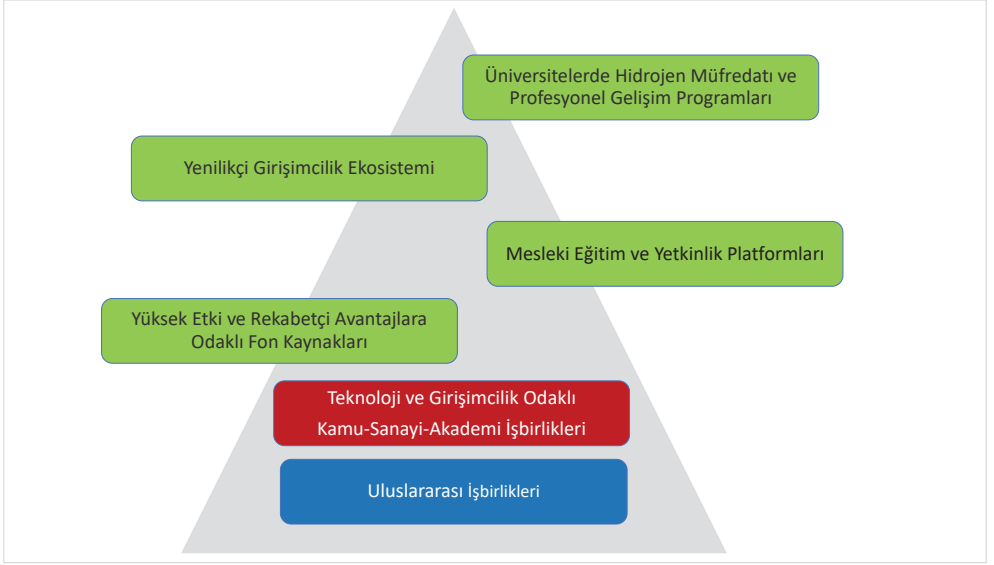 Üniversitelerde Hidrojen Müfredatı ve
Profesyonel Gelişim Programları
Yenilikçi Girişimcilik Ekosistemi
Mesleki Eğitim ve Yetkinlik Platformları
Yüksek Etki ve Rekabetçi Avantajlara
Odaklı Fon Kaynakları
Teknoloji ve Girişimcilik Odaklı
Kamu-Sanayi-Akademi İşbirlikleri
Uluslararası İşbirlikleri